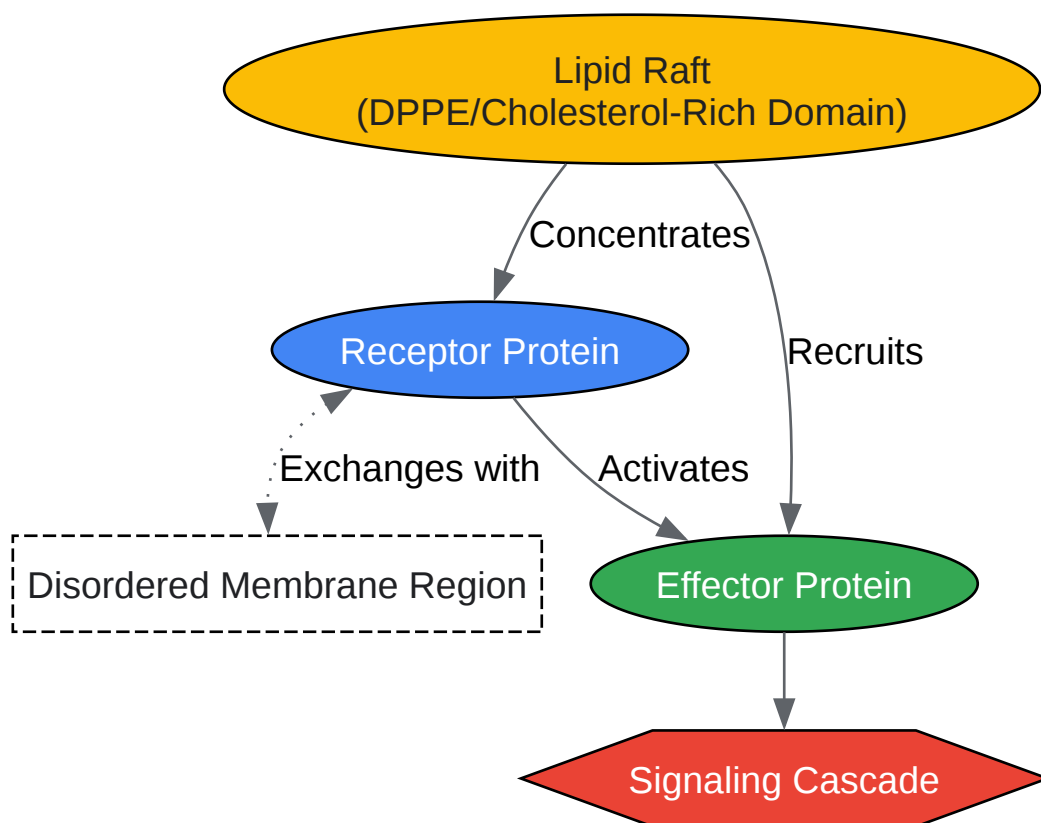 Lipid Raft
(DPPE/Cholesterol-Rich Domain)
Concentrates
Receptor Protein
Recruits
Exchanges with
Activates
Disordered Membrane Region
Effector Protein
Signaling Cascade